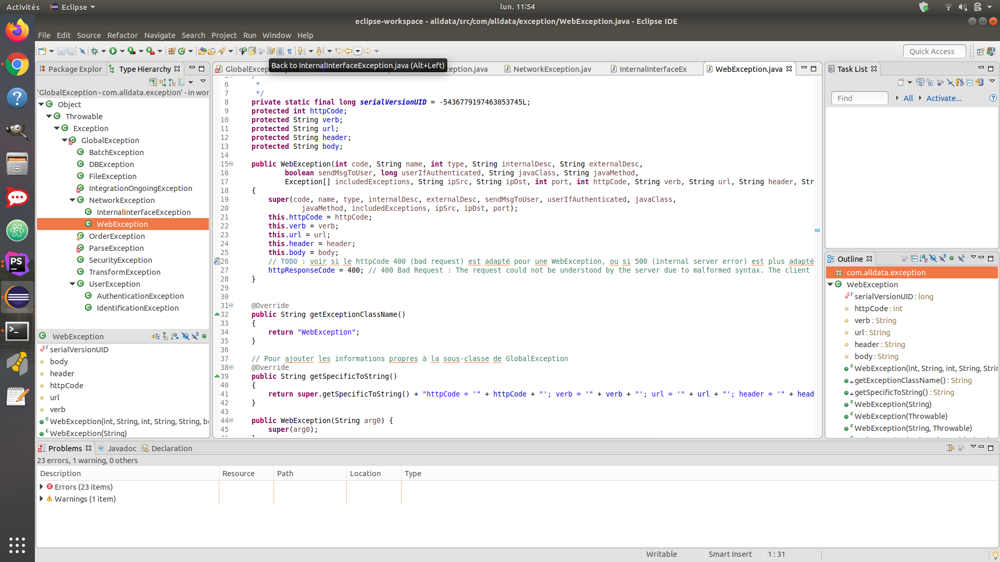 Activités
Eclipse
lun. 11:54
eclipse-workspace - alldata/src/com/alldata/exception/WebException.java - Eclipse IDE
File Edit Source Refactor Navigate Search Project Run Window Help
Quick Access
Package Explor
Type Hierarchy
'GlobalException - com.alldata.exception' - in wor
Object
Throwable
Exception
GlobalException
BatchException
DBException
FileException
IntegrationOngoingException
NetworkException
InternalInterfaceException
WebException
OrderException
ParseException
SecurityException
TransformException
UserException
AuthenticationException
IdentificationException
WebException
serialVersionUID
body
header
httpCode
url
verb
WebException(int, String, int, String, String, b
WebException(String)
GlobalExcep
Back to InternalInterfaceException.java (Alt+Left)
ception.java
NetworkException.jav
InternalInterfaceEx
WebException.java
6 *
7 */
8 private static final long serialVersionUID = -5436779197463053745L;
9 protected int httpCode;
10 protected String verb;
11 protected String url;
12 protected String header;
13 protected String body;
14
15 public WebException(int code, String name, int type, String internalDesc, String externalDesc,
16 boolean sendMsgToUser, long userIfAuthenticated, String javaClass, String javaMethod,
17 Exception[] includedExceptions, String ipSrc, String ipDst, int port, int httpCode, String verb, String url, String header, Str
18 {
19 super(code, name, type, internalDesc, externalDesc, sendMsgToUser, userIfAuthenticated, javaClass,
20 javaMethod, includedExceptions, ipSrc, ipDst, port);
21 this.httpCode = httpCode;
22 this.verb = verb;
23 this.url = url;
24 this.header = header;
25 this.body = body;
26 // TODO : voir si le httpCode 400 (bad request) est adapté pour une WebException, ou si 500 (internal server error) est plus adapté
27 httpResponseCode = 400; // 400 Bad Request : The request could not be understood by the server due to malformed syntax. The client
28 }
29
30
31 @Override
32 public String getExceptionClassName()
33 {
34 return "WebException";
35 }
36
37 // Pour ajouter les informations propres à la sous-classe de GlobalException
38 @Override
39 public String getSpecificToString()
40 {
41 return super.getSpecificToString() + "httpCode = '" + httpCode + "'; verb = '" + verb + "'; url = '" + url + "'; header = '" + head
42 }
43
44 public WebException(String arg0) {
45 super(arg0);
Task List
Find
All
Activate...
Outline
com.alldata.exception
WebException
serialVersionUID : long
httpCode : int
verb : String
url : String
header : String
body : String
WebException(int, String, int, String, Strin
getExceptionClassName() : String
getSpecificToString() : String
WebException(String)
WebException(Throwable)
WebException(String, Throwable)
Problems
@ Javadoc
Declaration
23 errors, 1 warning, 0 others
Description Resource Path Location Type
Errors (23 items)
Warnings (1 item)
Writable
Smart Insert
1 : 31
PS